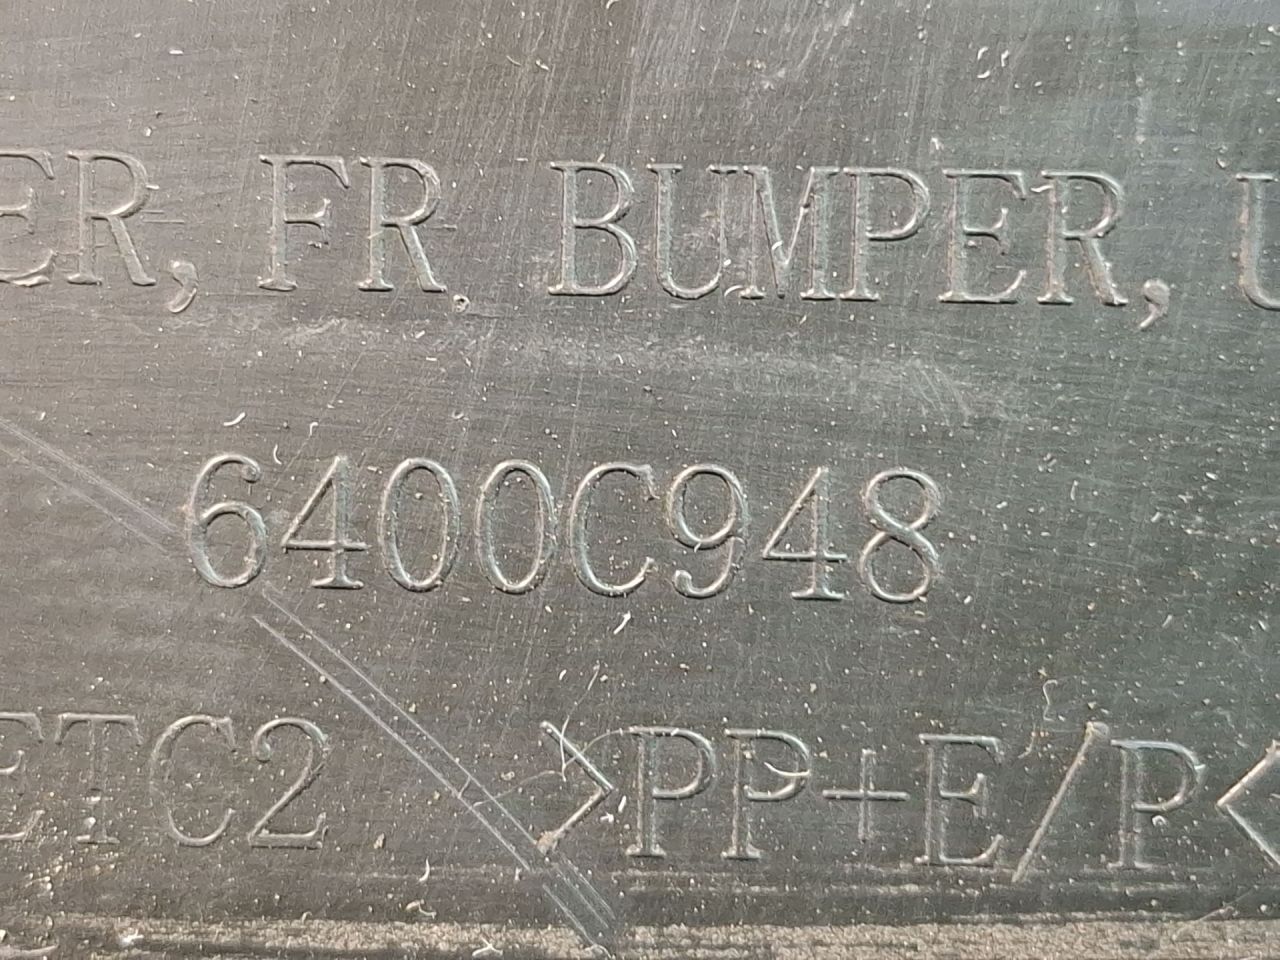 ER, FR BUMPER, U
6400C948
ETC2 >PP+E/P<